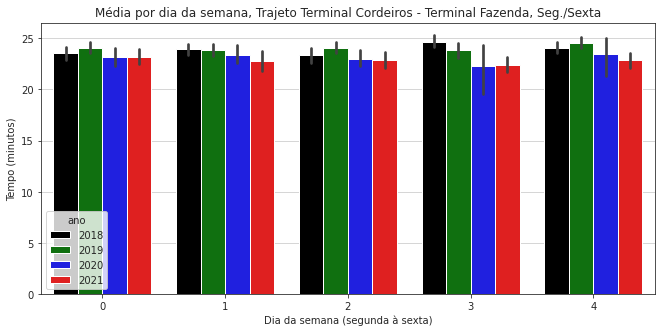 Média por dia da semana, Trajeto Terminal Cordeiros - Terminal Fazenda, Seg./Sexta
Tempo (minutos)
25
20
15
10
5
0
ano
2018
2019
2020
2021
0 1 2 3 4
Dia da semana (segunda à sexta)